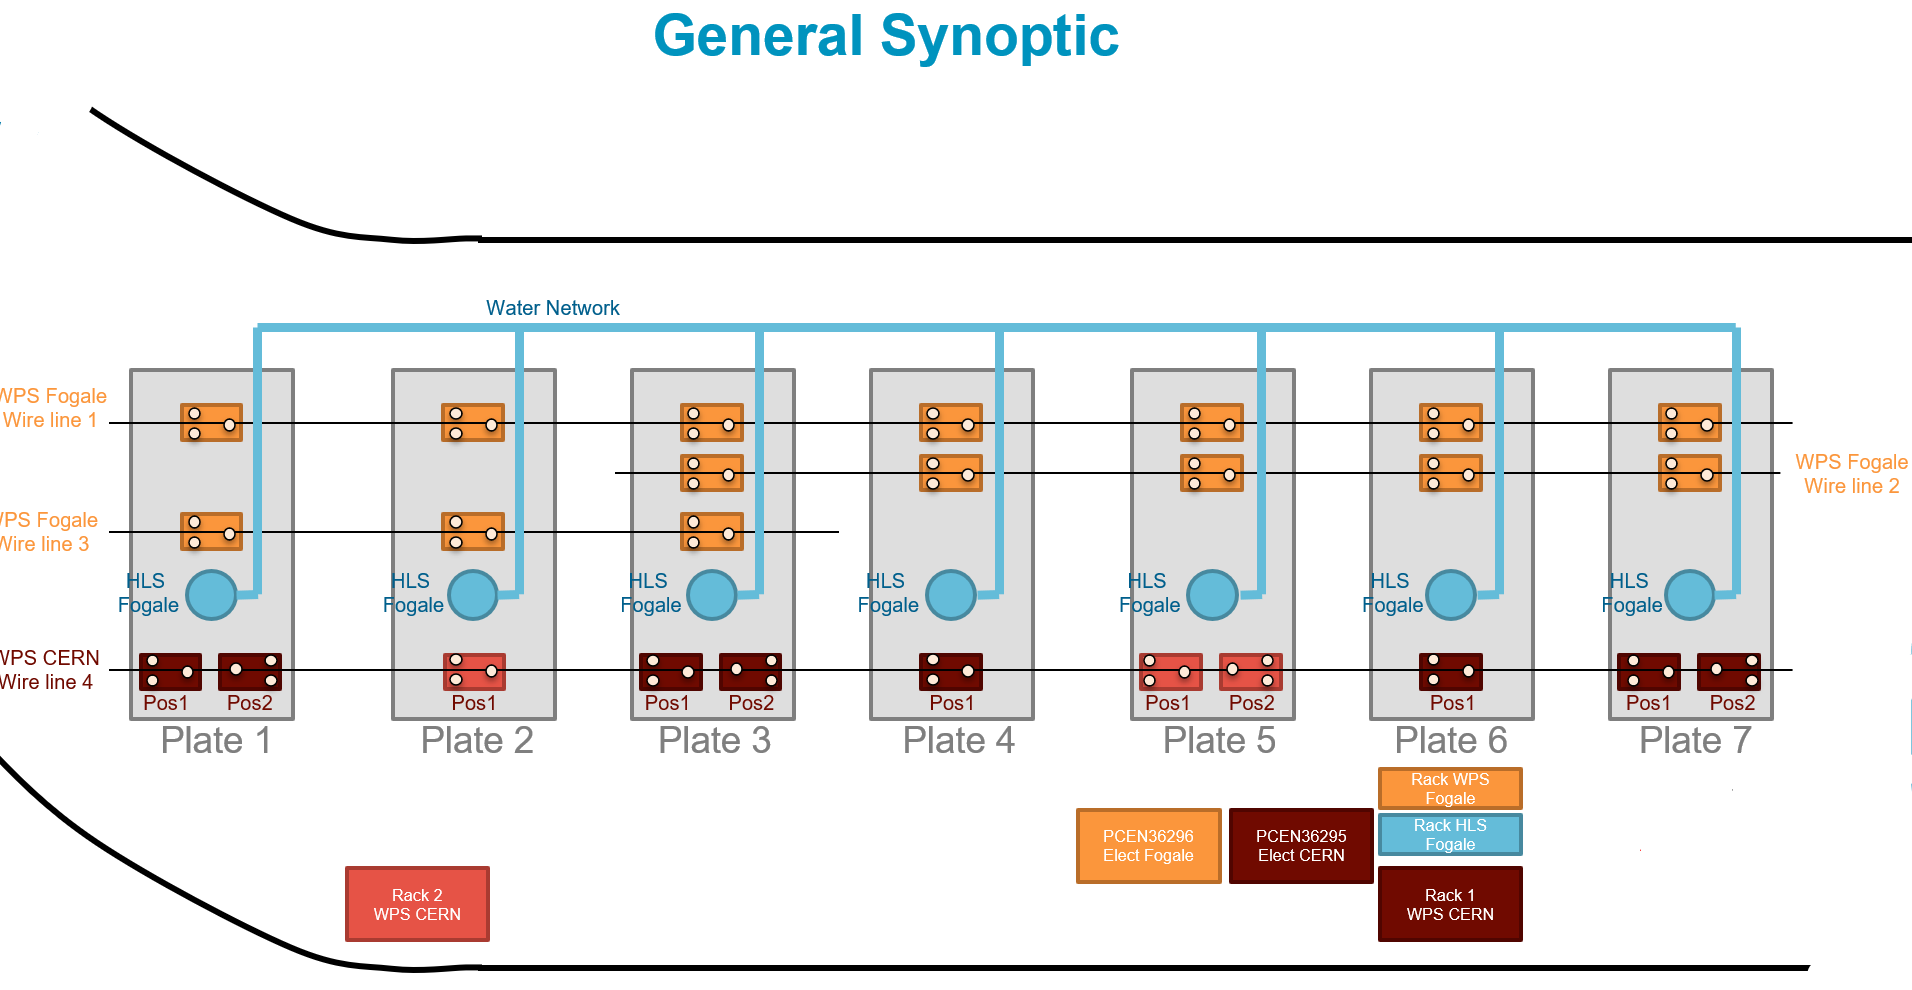 General Synoptic
Water Network
WPS Fogale
Wire line 1
WPS Fogale
Wire line 2
WPS Fogale
Wire line 3
HLS
Fogale
HLS
Fogale
HLS
Fogale
HLS
Fogale
HLS
Fogale
HLS
Fogale
HLS
Fogale
WPS CERN
Wire line 4
Pos1
Pos2
Pos1
Pos1
Pos2
Pos1
Pos1
Pos2
Pos1
Pos1
Pos2
Plate 1
Plate 2
Plate 3
Plate 4
Plate 5
Plate 6
Plate 7
Rack WPS
Fogale
PCEN36296
Elect Fogale
PCEN36295
Elect CERN
Rack HLS
Fogale
Rack 2
WPS CERN
Rack 1
WPS CERN